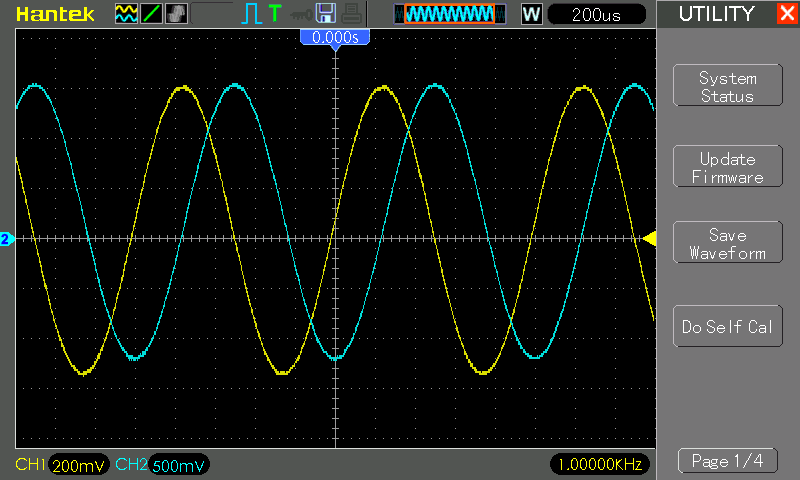 Hantek
T
W
200us
UTILITY
X
0.000s
System
Status
Update
Firmware
2
Save
Waveform
Do Self Cal
CH1 200mV CH2 500mV
1.00000KHz
Page 1/4